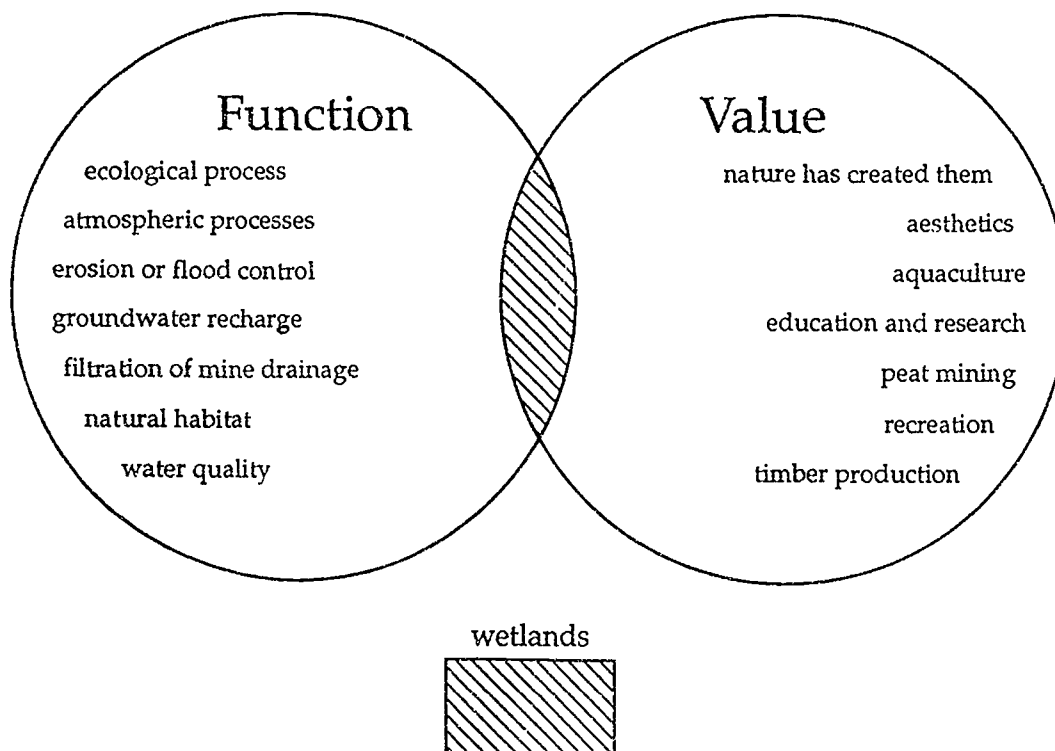 Function
ecological process
atmospheric processes
erosion or flood control
groundwater recharge
filtration of mine drainage
natural habitat
water quality
Value
nature has created them
aesthetics
aquaculture
education and research
peat mining
recreation
timber production
wetlands